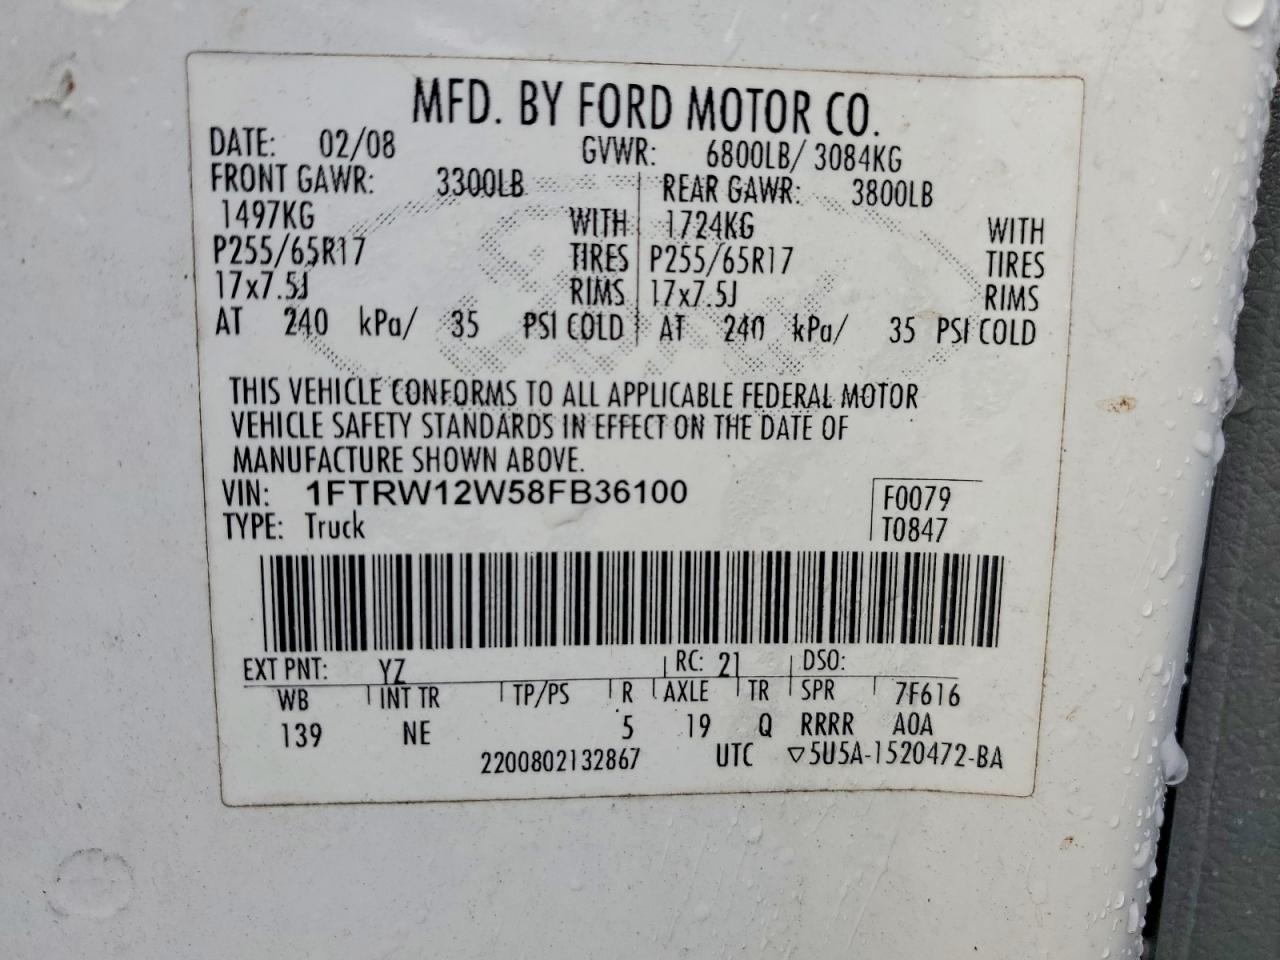 MFD. BY FORD MOTOR CO.
DATE: 02/08 GVWR: 6800LB/ 3084KG
FRONT GAWR: 3300LB REAR GAWR: 3800LB
1497KG WITH 1724KG WITH
P255/65R17 TIRES P255/65R17 TIRES
17x7.5J RIMS 17x7.5J RIMS
AT 240 kPa/ 35 PSI COLD AT 240 kPa/ 35 PSI COLD
THIS VEHICLE CONFORMS TO ALL APPLICABLE FEDERAL MOTOR
VEHICLE SAFETY STANDARDS IN EFFECT ON THE DATE OF
MANUFACTURE SHOWN ABOVE.
VIN: 1FTRW12W58FB36100 F0079
TYPE: Truck T0847
EXT PNT: YZ RC: 21 DSO:
WB INT TR TP/PS R AXLE TR SPR 7F616
139 NE 5 19 Q RRRR A0A
2200802132867 UTC ▽5U5A-1520472-BA